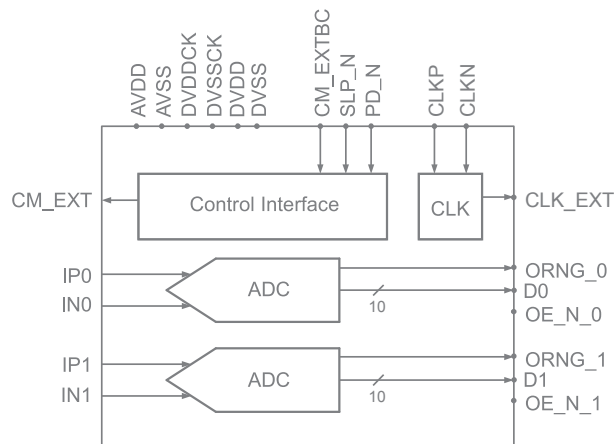 AVDD
AVSS
DVDDCK
DVSSCK
DVDD
DVSS
CM_EXTBC
SLP_N
PD_N
CLKP
CLKN
CM_EXT
Control Interface
CLK
CLK_EXT
IP0
IN0
ADC
10
ORNG_0
D0
OE_N_0
IP1
IN1
ADC
10
ORNG_1
D1
OE_N_1